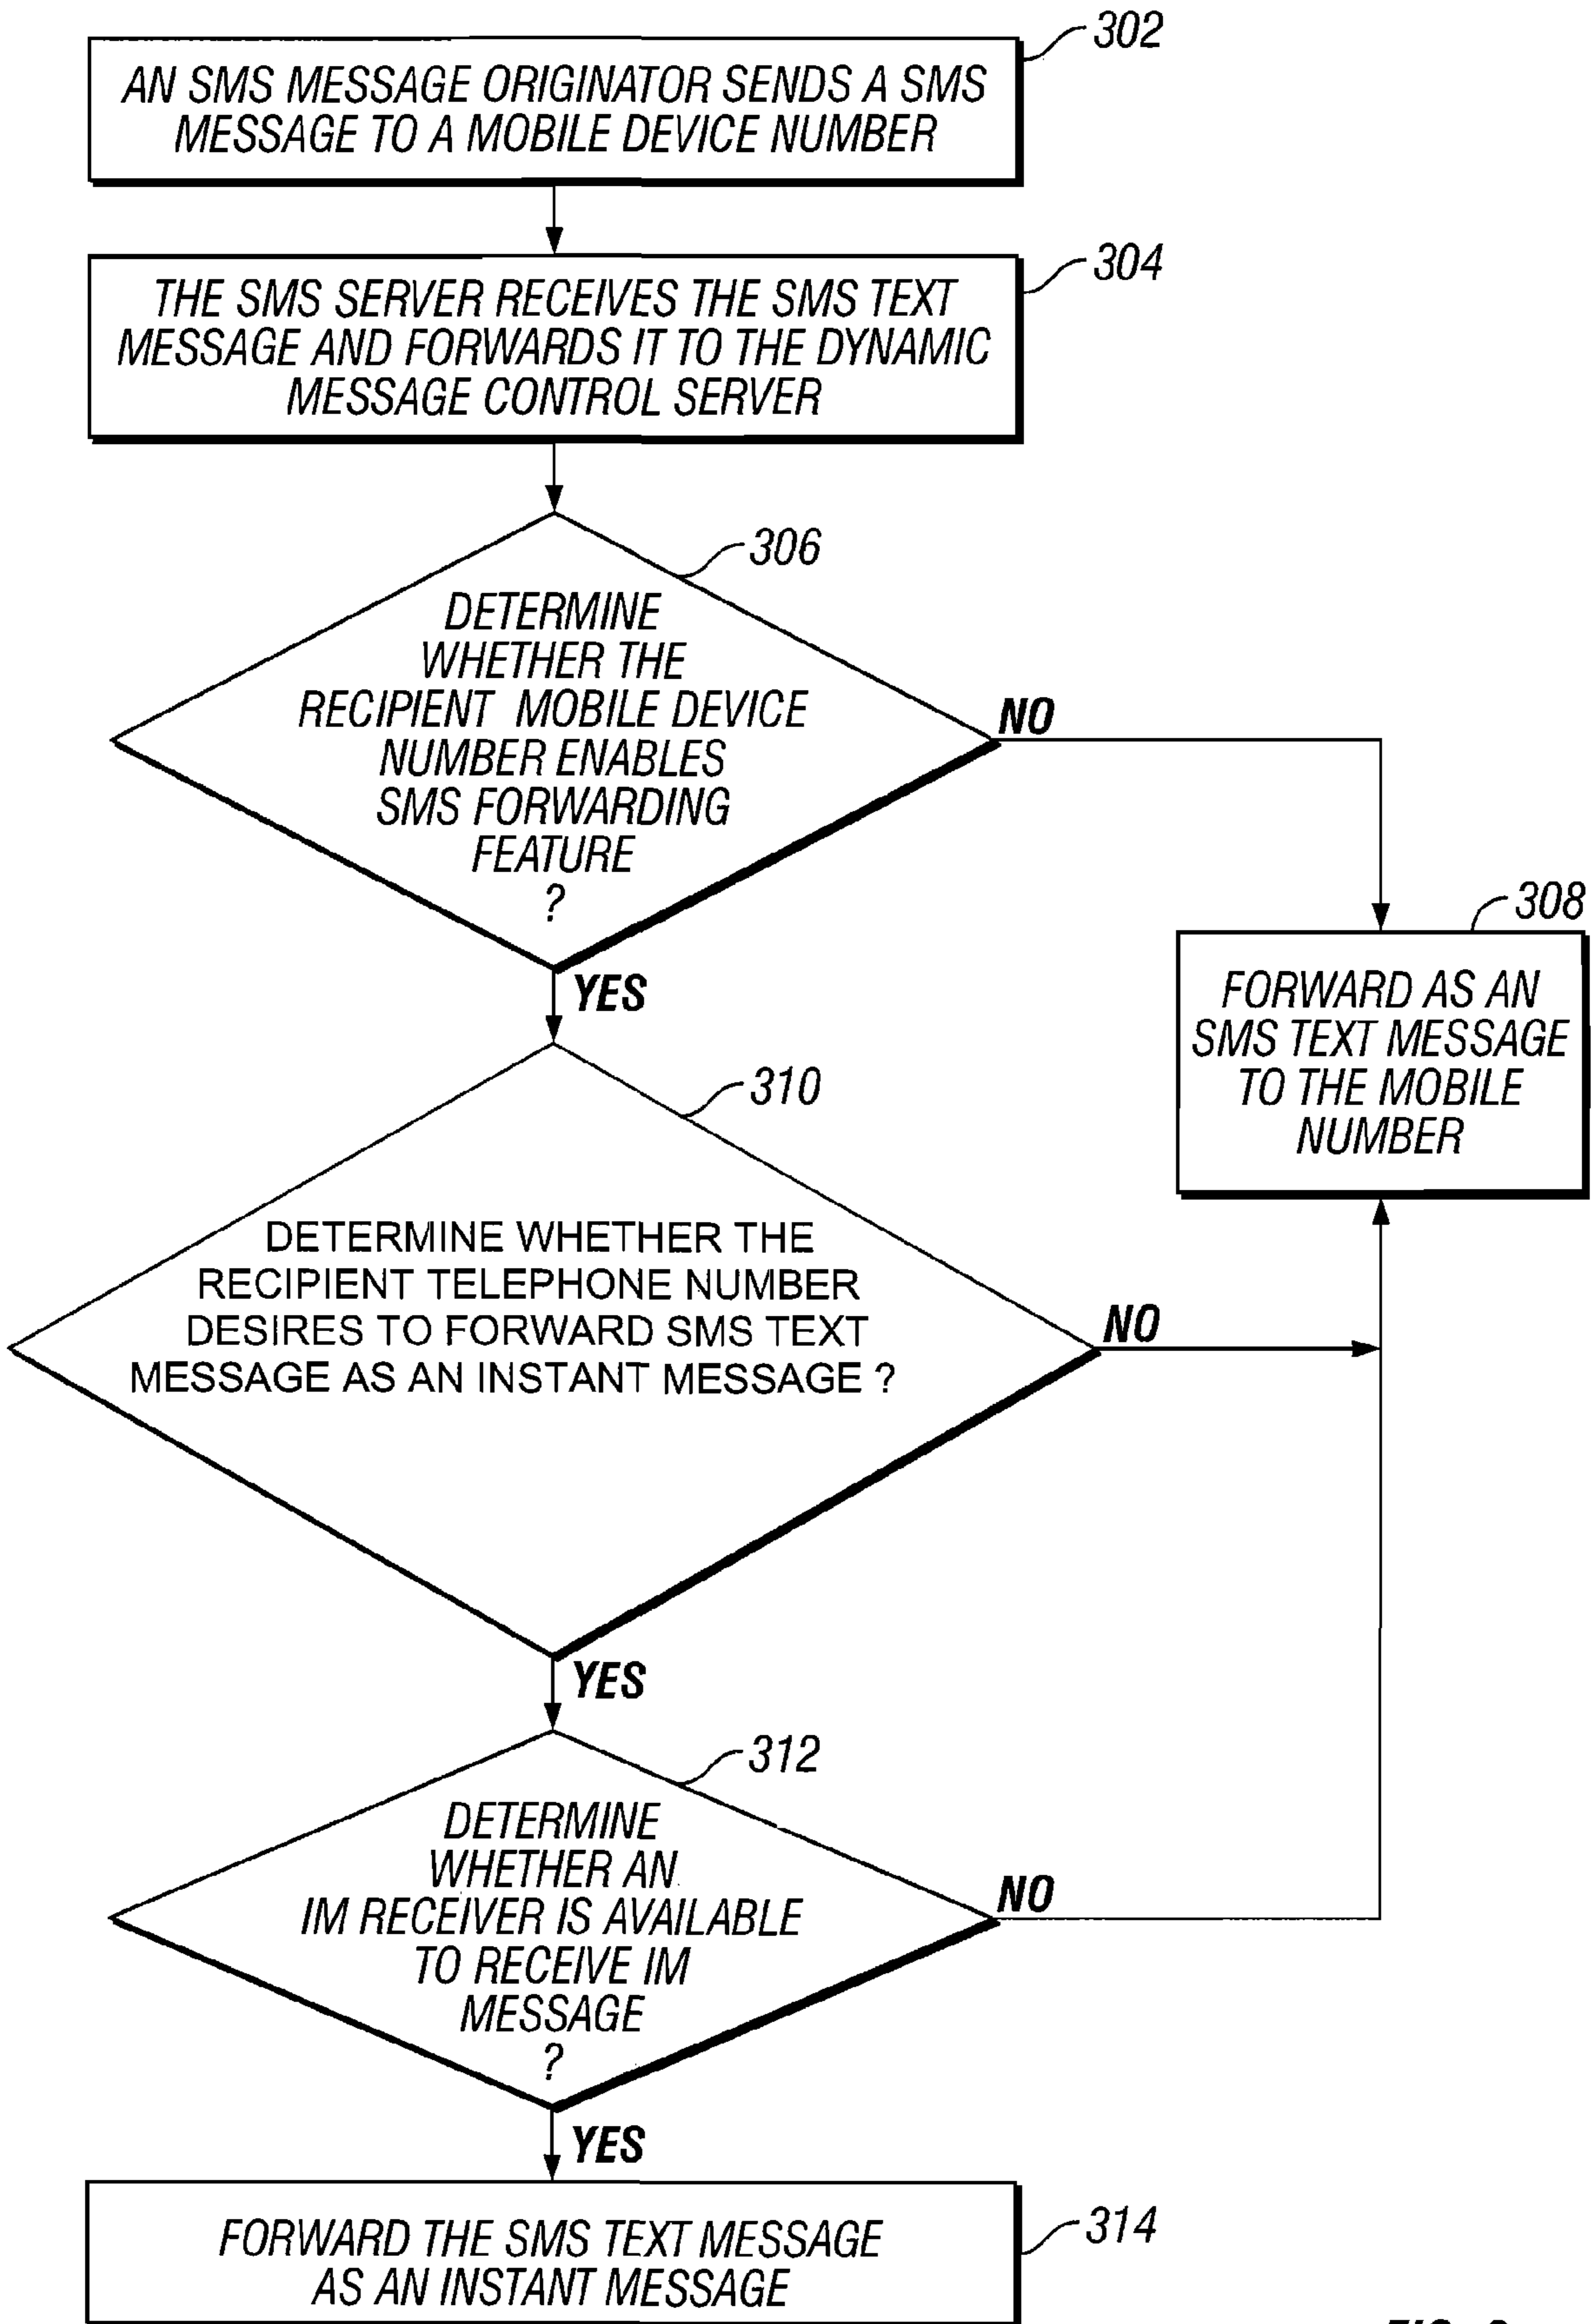 302
AN SMS MESSAGE ORIGINATOR SENDS A SMS
MESSAGE TO A MOBILE DEVICE NUMBER
304
THE SMS SERVER RECEIVES THE SMS TEXT
MESSAGE AND FORWARDS IT TO THE DYNAMIC
MESSAGE CONTROL SERVER
306
DETERMINE
WHETHER THE
RECIPIENT MOBILE DEVICE
NUMBER ENABLES
SMS FORWARDING
FEATURE
?
NO
YES
308
FORWARD AS AN
SMS TEXT MESSAGE
TO THE MOBILE
NUMBER
310
DETERMINE WHETHER THE
RECIPIENT TELEPHONE NUMBER
DESIRES TO FORWARD SMS TEXT
MESSAGE AS AN INSTANT MESSAGE ?
NO
YES
312
DETERMINE
WHETHER AN
IM RECEIVER IS AVAILABLE
TO RECEIVE IM
MESSAGE
?
NO
YES
314
FORWARD THE SMS TEXT MESSAGE
AS AN INSTANT MESSAGE